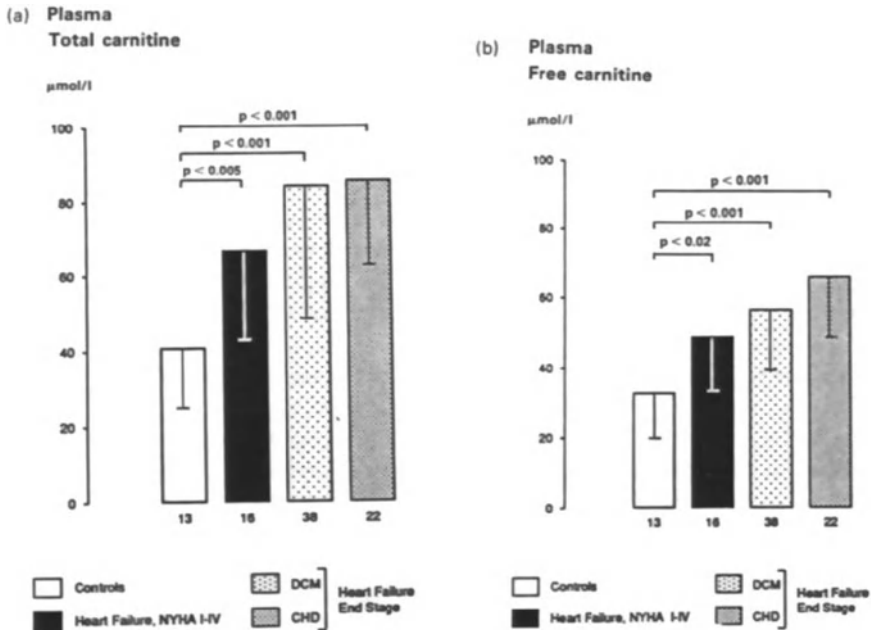 (a) Plasma
Total carnitine
μmol/l
p < 0.001
p < 0.001
p < 0.005
100
80
60
40
20
0
13 16 38 22
Controls
Heart Failure, NYHA I-IV
DCM
CHD
Heart Failure
End Stage
(b) Plasma
Free carnitine
μmol/l
p < 0.001
p < 0.001
p < 0.02
100
80
60
40
20
0
13 16 38 22
Controls
Heart Failure, NYHA I-IV
DCM
CHD
Heart Failure
End Stage